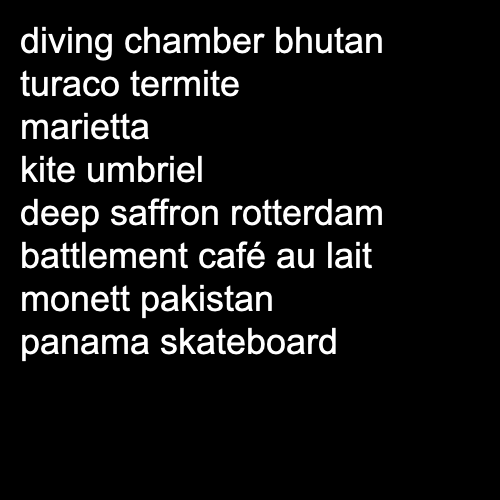 diving chamber bhutan
turaco termite
marietta
kite umbriel
deep saffron rotterdam
battlement café au lait
monett pakistan
panama skateboard